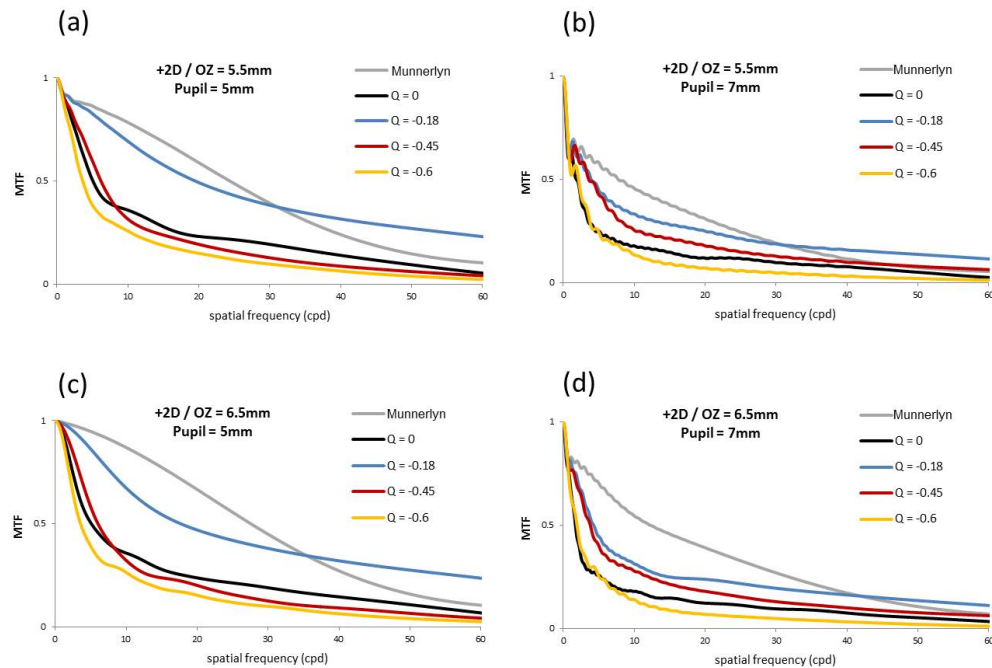 (a)
+2D / OZ = 5.5mm
Pupil = 5mm
Munnerlyn
Q = 0
Q = -0.18
Q = -0.45
Q = -0.6
1
0.5
0
MTF
0 10 20 30 40 50 60
spatial frequency (cpd)
(b)
+2D / OZ = 5.5mm
Pupil = 7mm
Munnerlyn
Q = 0
Q = -0.18
Q = -0.45
Q = -0.6
1
0.5
0
MTF
0 10 20 30 40 50 60
spatial frequency (cpd)
(c)
+2D / OZ = 6.5mm
Pupil = 5mm
Munnerlyn
Q = 0
Q = -0.18
Q = -0.45
Q = -0.6
1
0.5
0
MTF
0 10 20 30 40 50 60
spatial frequency (cpd)
(d)
+2D / OZ = 6.5mm
Pupil = 7mm
Munnerlyn
Q = 0
Q = -0.18
Q = -0.45
Q = -0.6
1
0.5
0
MTF
0 10 20 30 40 50 60
spatial frequency (cpd)